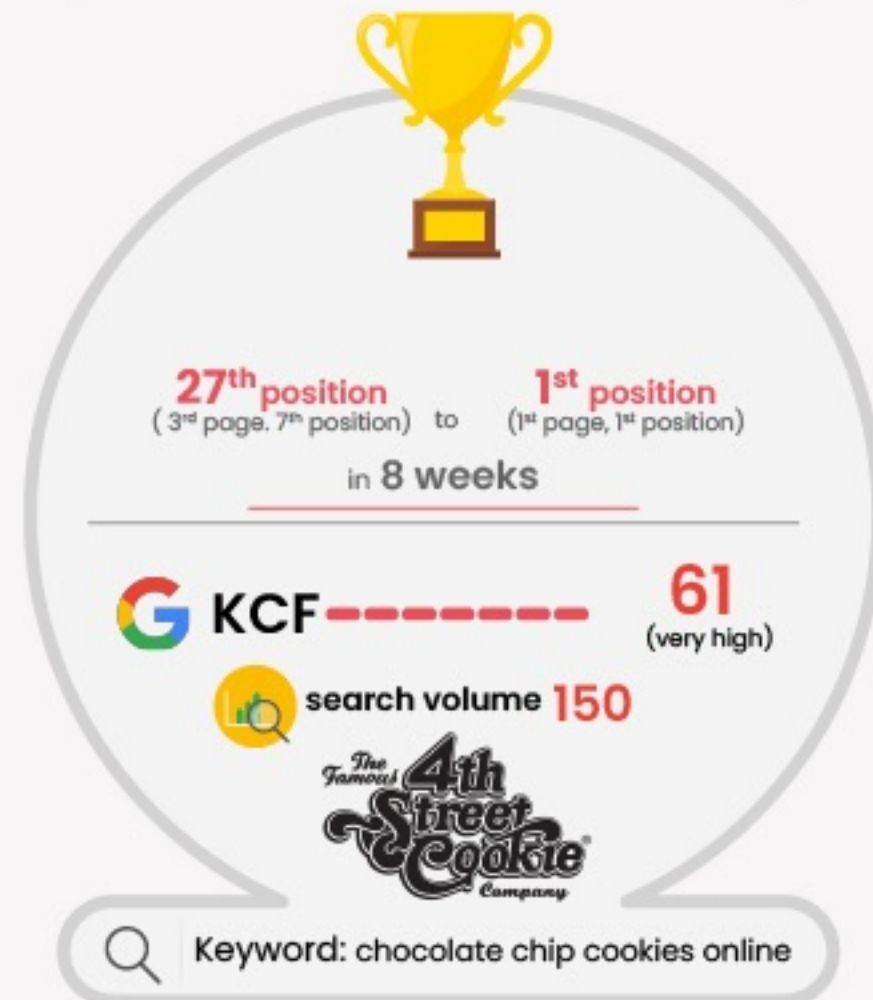 27th position
1st position
( 3rd page. 7th position) to (1st page, 1st position)
in 8 weeks
KCF 61
(very high)
search volume 150
The Famous 4th Street Cookie® Company
Keyword: chocolate chip cookies online